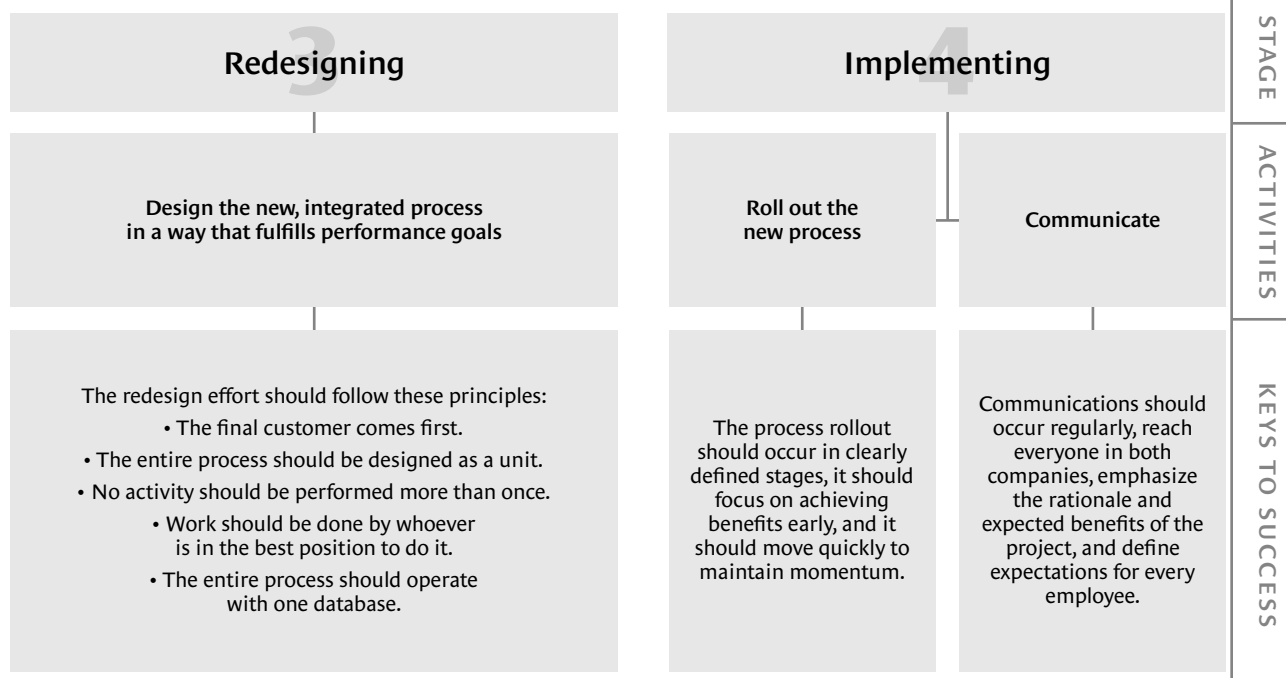 3
Redesigning
Design the new, integrated process
in a way that fulfills performance goals
The redesign effort should follow these principles:
• The final customer comes first.
• The entire process should be designed as a unit.
• No activity should be performed more than once.
• Work should be done by whoever
is in the best position to do it.
• The entire process should operate
with one database.
4
Implementing
Roll out the
new process
The process rollout
should occur in clearly
defined stages, it should
focus on achieving
benefits early, and it
should move quickly to
maintain momentum.
Communicate
Communications should
occur regularly, reach
everyone in both
companies, emphasize
the rationale and
expected benefits of the
project, and define
expectations for every
employee.
STAGE
ACTIVITIES
KEYS TO SUCCESS